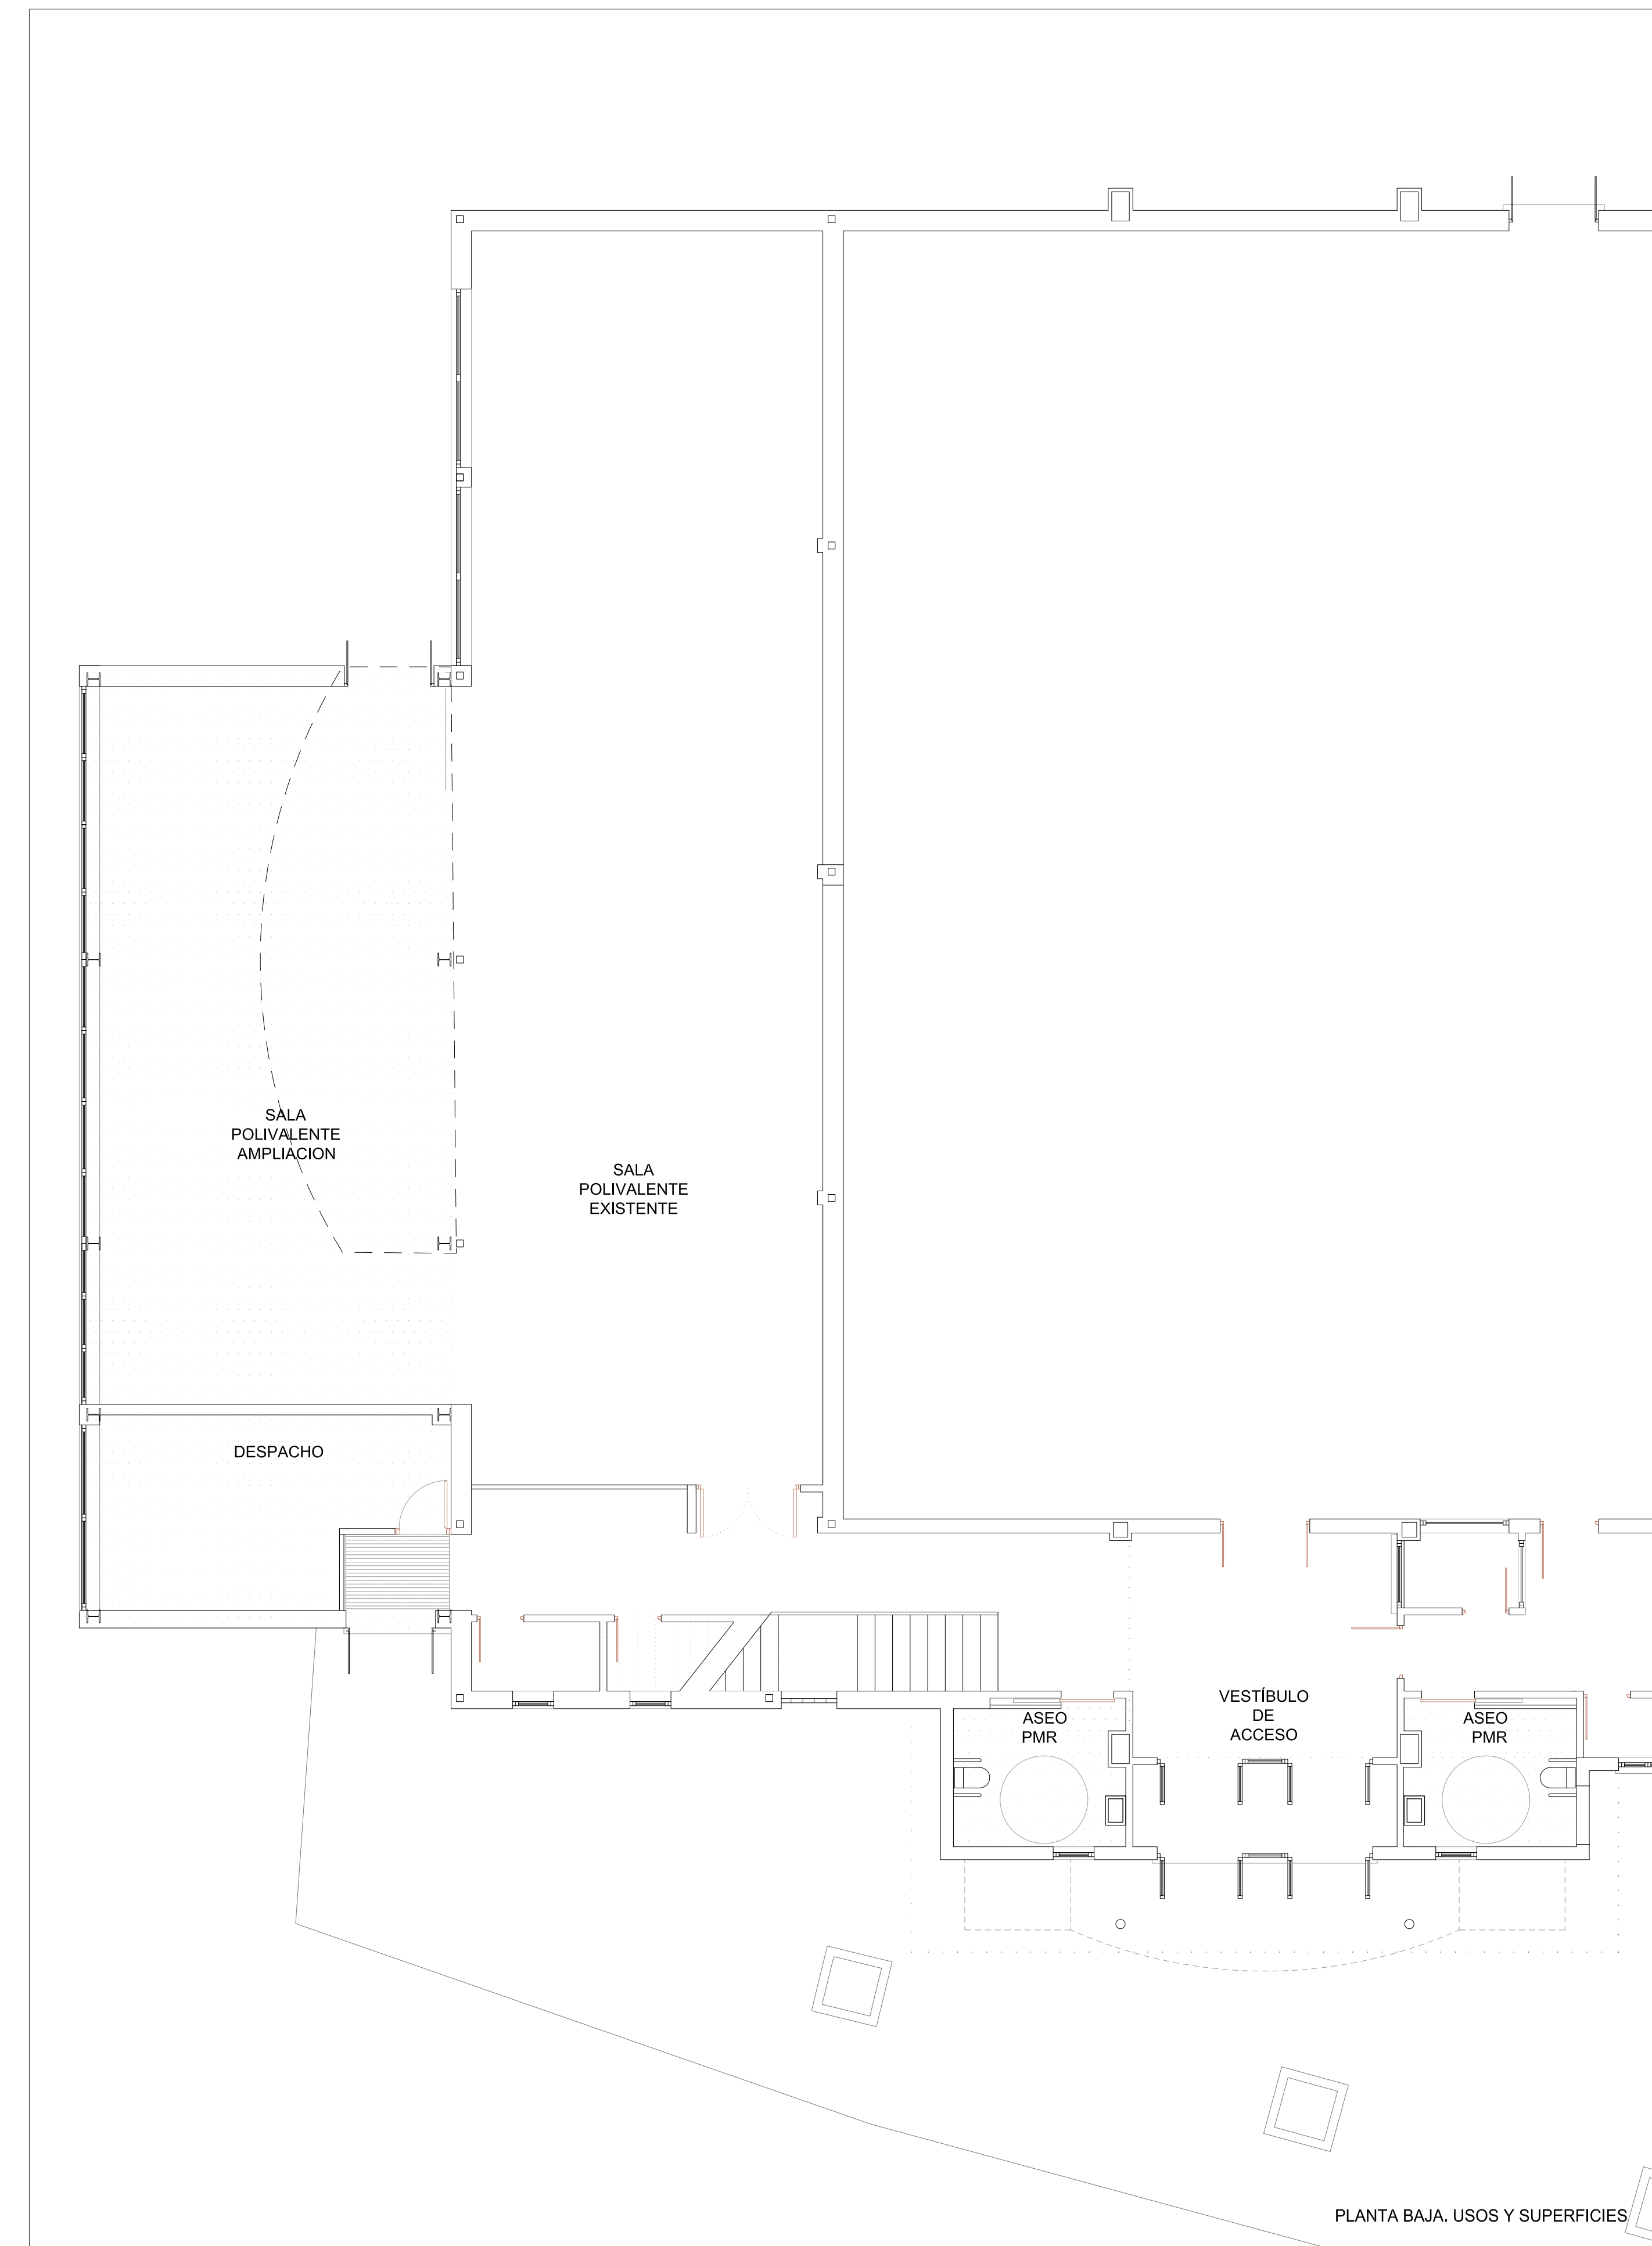 SALA
POLIVALENTE
AMPLIACION
SALA
POLIVALENTE
EXISTENTE
DESPACHO
ASEO
PMR
VESTÍBULO
DE
ACCESO
ASEO
PMR
PLANTA BAJA. USOS Y SUPERFICIES